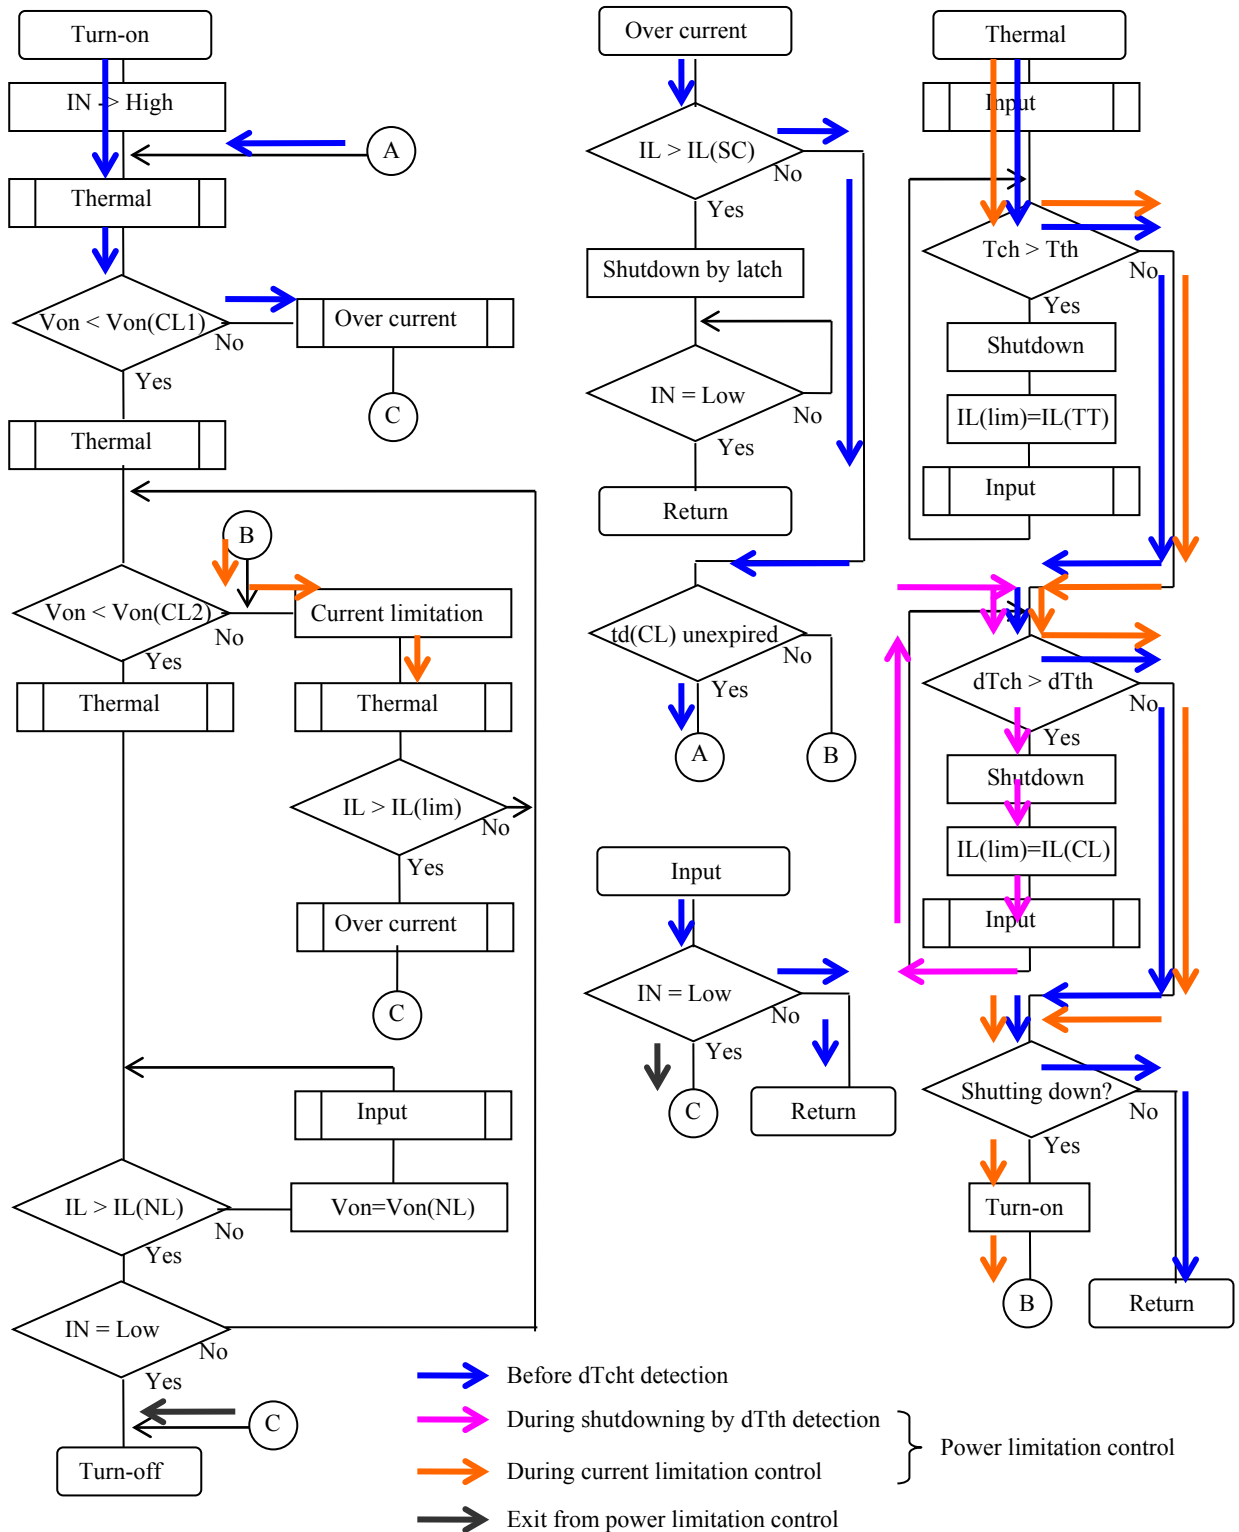 Turn-on
IN -> High
A
Thermal
Von < Von(CL1)
No
Yes
Over current
C
Thermal
B
Von < Von(CL2)
No
Yes
Current limitation
Thermal
Thermal
IL > IL(lim)
No
Yes
Over current
C
Input
Von=Von(NL)
IL > IL(NL)
No
Yes
IN = Low
No
Yes
C
Turn-off
Over current
IL > IL(SC)
No
Yes
Shutdown by latch
IN = Low
No
Yes
Return
td(CL) unexpired
No
Yes
A
B
Input
IN = Low
No
Yes
C
Return
Thermal
Input
Tch > Tth
No
Yes
Shutdown
IL(lim)=IL(TT)
Input
dTch > dTth
No
Yes
Shutdown
IL(lim)=IL(CL)
Input
Shutting down?
No
Yes
Turn-on
B
Return
Before dTcht detection
During shutdowning by dTth detection
During current limitation control
Power limitation control
Exit from power limitation control